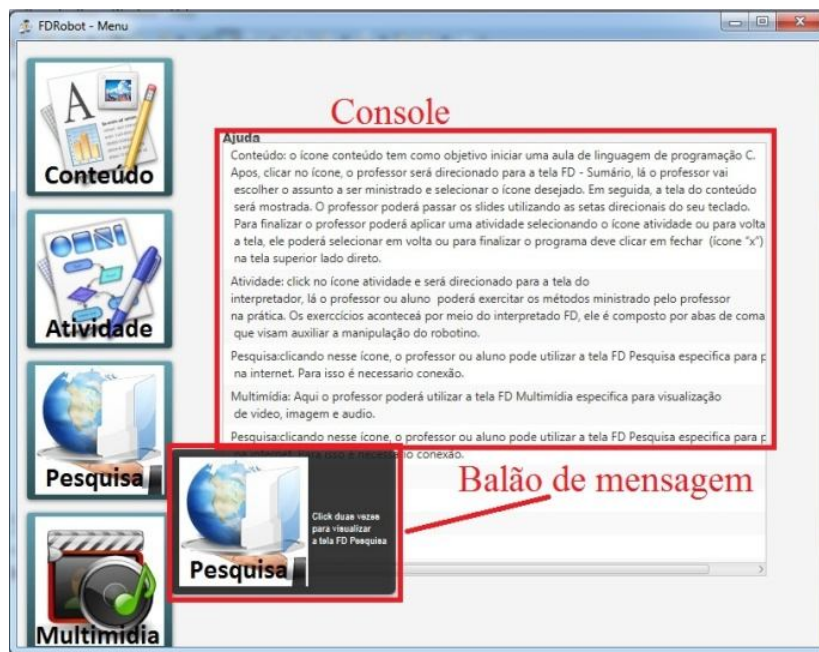 FDRobot - Menu
Conteúdo
Atividade
Pesquisa
Multimídia
Console
Ajuda
Conteúdo: o ícone conteúdo tem como objetivo iniciar uma aula de linguagem de programação C.
Apos, clicar no ícone, o professor será direcionado para a tela FD - Sumário, lá o professor vai
escolher o assunto a ser ministrado e selecionar o ícone desejado. Em seguida, a tela do conteúdo
será mostrada. O professor poderá passar os slides utilizando as setas direcionais do seu teclado.
Para finalizar o professor poderá aplicar uma atividade selecionando o ícone atividade ou para volta
a tela, ele poderá selecionar em volta ou para finalizar o programa deve clicar em fechar (ícone "x")
na tela superior lado direto.
Atividade: click no ícone atividade e será direcionado para a tela do
interpretador, lá o professor ou aluno poderá exercitar os métodos ministrado pelo professor
na prática. Os exerccícios aconteceá por meio do interpretado FD, ele é composto por abas de coma
que visam auxiliar a manipulação do robotino.
Pesquisa:clicando nesse ícone, o professor ou aluno pode utilizar a tela FD Pesquisa especifica para p
na internet. Para isso é necessario conexão.
Multimídia: Aqui o professor poderá utilizar a tela FD Multimídia especifica para visualização
de video, imagem e audio.
Pesquisa:clicando nesse ícone, o professor ou aluno pode utilizar a tela FD Pesquisa especifica para p
na internet. Para isso é necessario conexão.
Balão de mensagem
Click duas vezes
para visualizar
a tela FD Pesquisa
Pesquisa